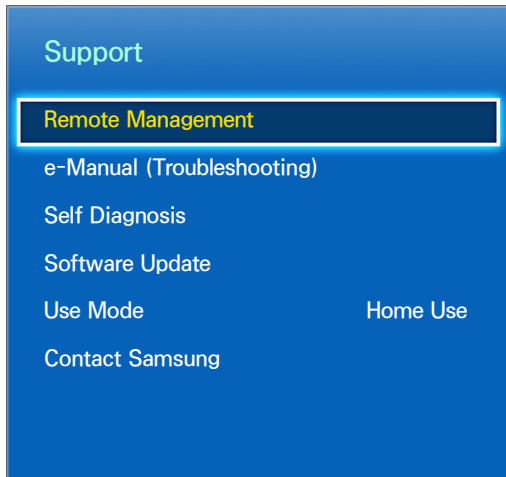 Support
Remote Management
e-Manual (Troubleshooting)
Self Diagnosis
Software Update
Use Mode Home Use
Contact Samsung